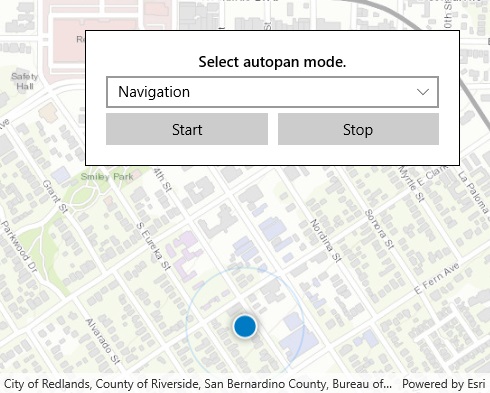 Safety
Hall
Select autopan mode.
Navigation
Start
Stop
Smiley Park
4th St
Grant St
Parkwood Dr
S Eureka St
Alvarado St
Nordina St
Sonora St
Myrtle St
E Fern Ave
La Paloma
City of Redlands, County of Riverside, San Bernardino County, Bureau of...
Powered by Esri